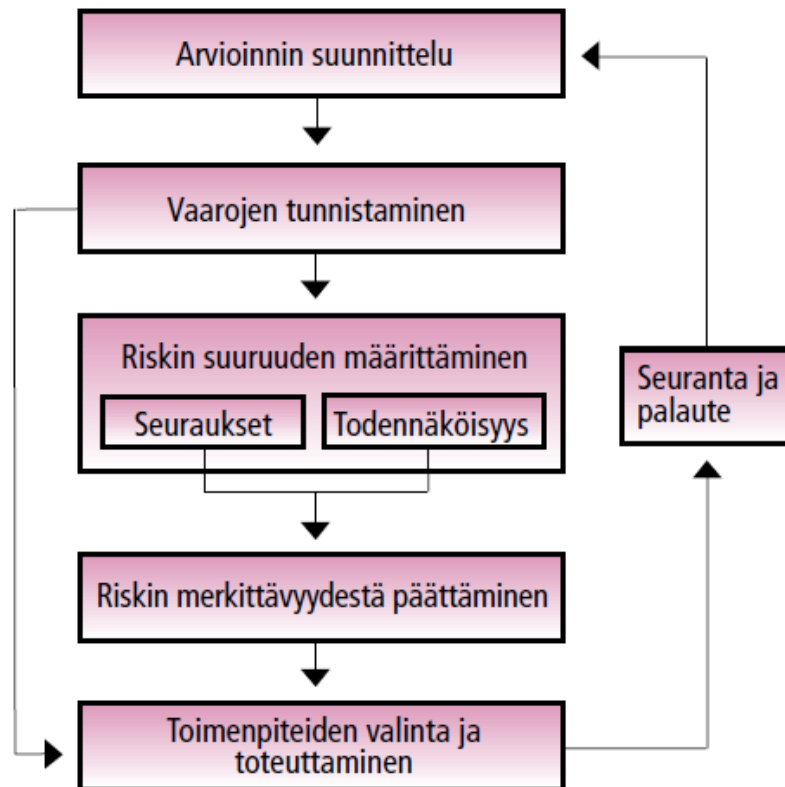 Arvioinnin suunnittelu
Vaarojen tunnistaminen
Riskin suuruuden määrittäminen
Seuraukset
Todennäköisyys
Riskin merkittävyydestä päättäminen
Toimenpiteiden valinta ja
toteuttaminen
Seuranta ja
palaute